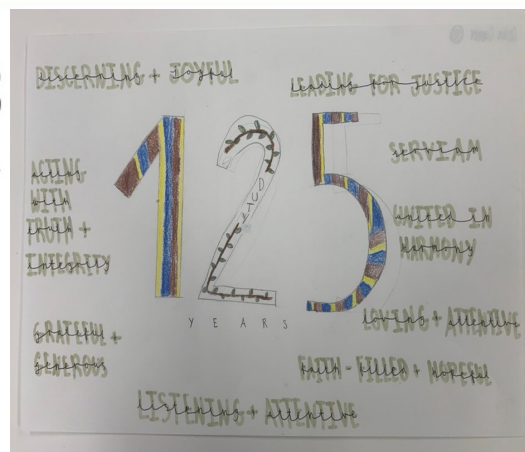 DISCERNING + JOYFUL
LEADING FOR JUSTICE
125
SERVIAM
ACTING
WITH
TRUTH +
INTEGRITY
UNITED IN
HARMONY
YEARS
LOVING + ATTENTIVE
GRATEFUL +
GENEROUS
FAITH - FILLED + HOPEFUL
LISTENING + ATTENTIVE